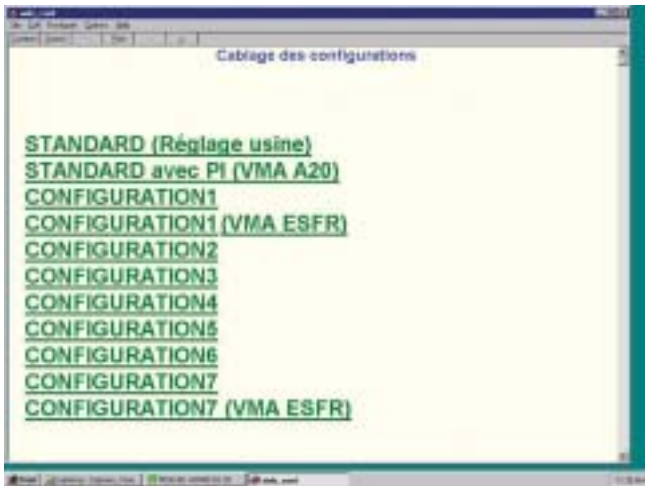 Cablage des configurations
STANDARD (Réglage usine)
STANDARD avec PI (VMA A20)
CONFIGURATION1
CONFIGURATION1 (VMA ESFR)
CONFIGURATION2
CONFIGURATION3
CONFIGURATION4
CONFIGURATION5
CONFIGURATION6
CONFIGURATION7
CONFIGURATION7 (VMA ESFR)